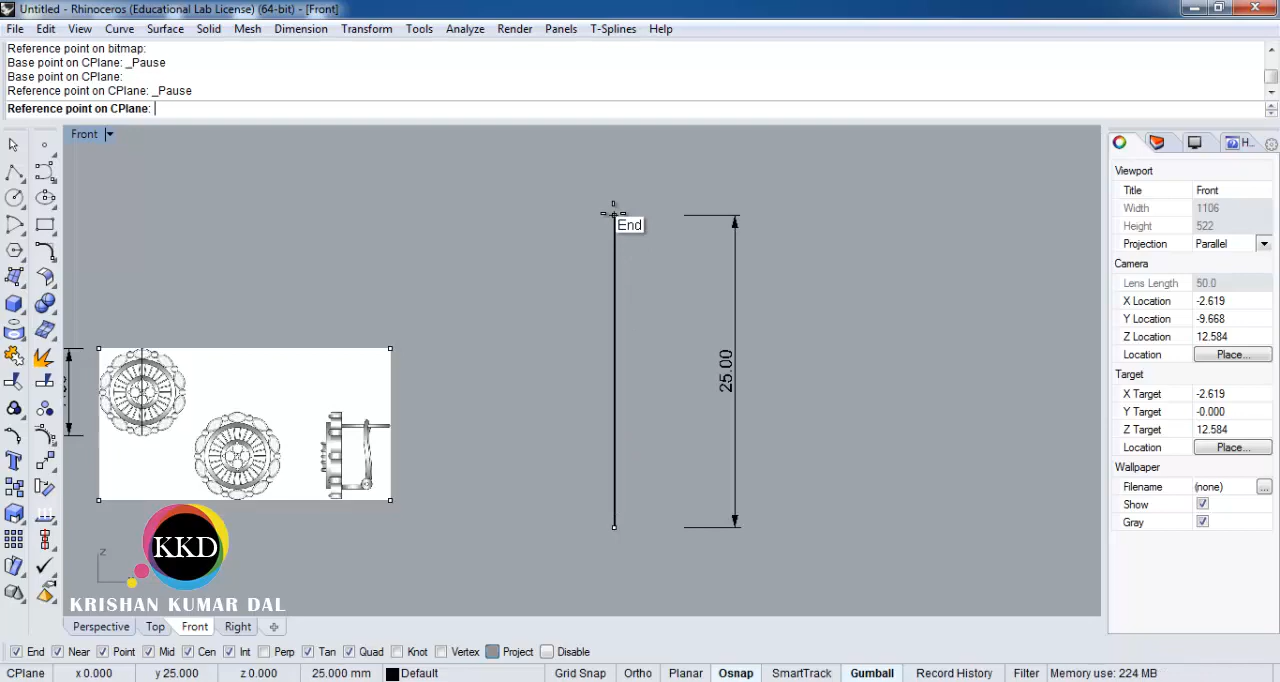 Untitled - Rhinoceros (Educational Lab License) (64-bit) - [Front]
File Edit View Curve Surface Solid Mesh Dimension Transform Tools Analyze Render Panels T-Splines Help
Reference point on bitmap:
Base point on CPlane: _Pause
Base point on CPlane:
Reference point on CPlane: _Pause
Reference point on CPlane:
Front
H...
Viewport
Title Front
Width 1106
Height 522
Projection Parallel
Camera
Lens Length 50.0
X Location -2.619
Y Location -9.668
Z Location 12.584
Location Place...
Target
X Target -2.619
Y Target -0.000
Z Target 12.584
Location Place...
Wallpaper
Filename (none) ...
Show
Gray
End
25.00
z
KKD
KRISHAN KUMAR DAL
Perspective Top Front Right
End Near Point Mid Cen Int Perp Tan Quad Knot Vertex Project Disable
CPlane x 0.000 y 25.000 z 0.000 25.000 mm Default Grid Snap Ortho Planar Osnap SmartTrack Gumball Record History Filter Memory use: 224 MB